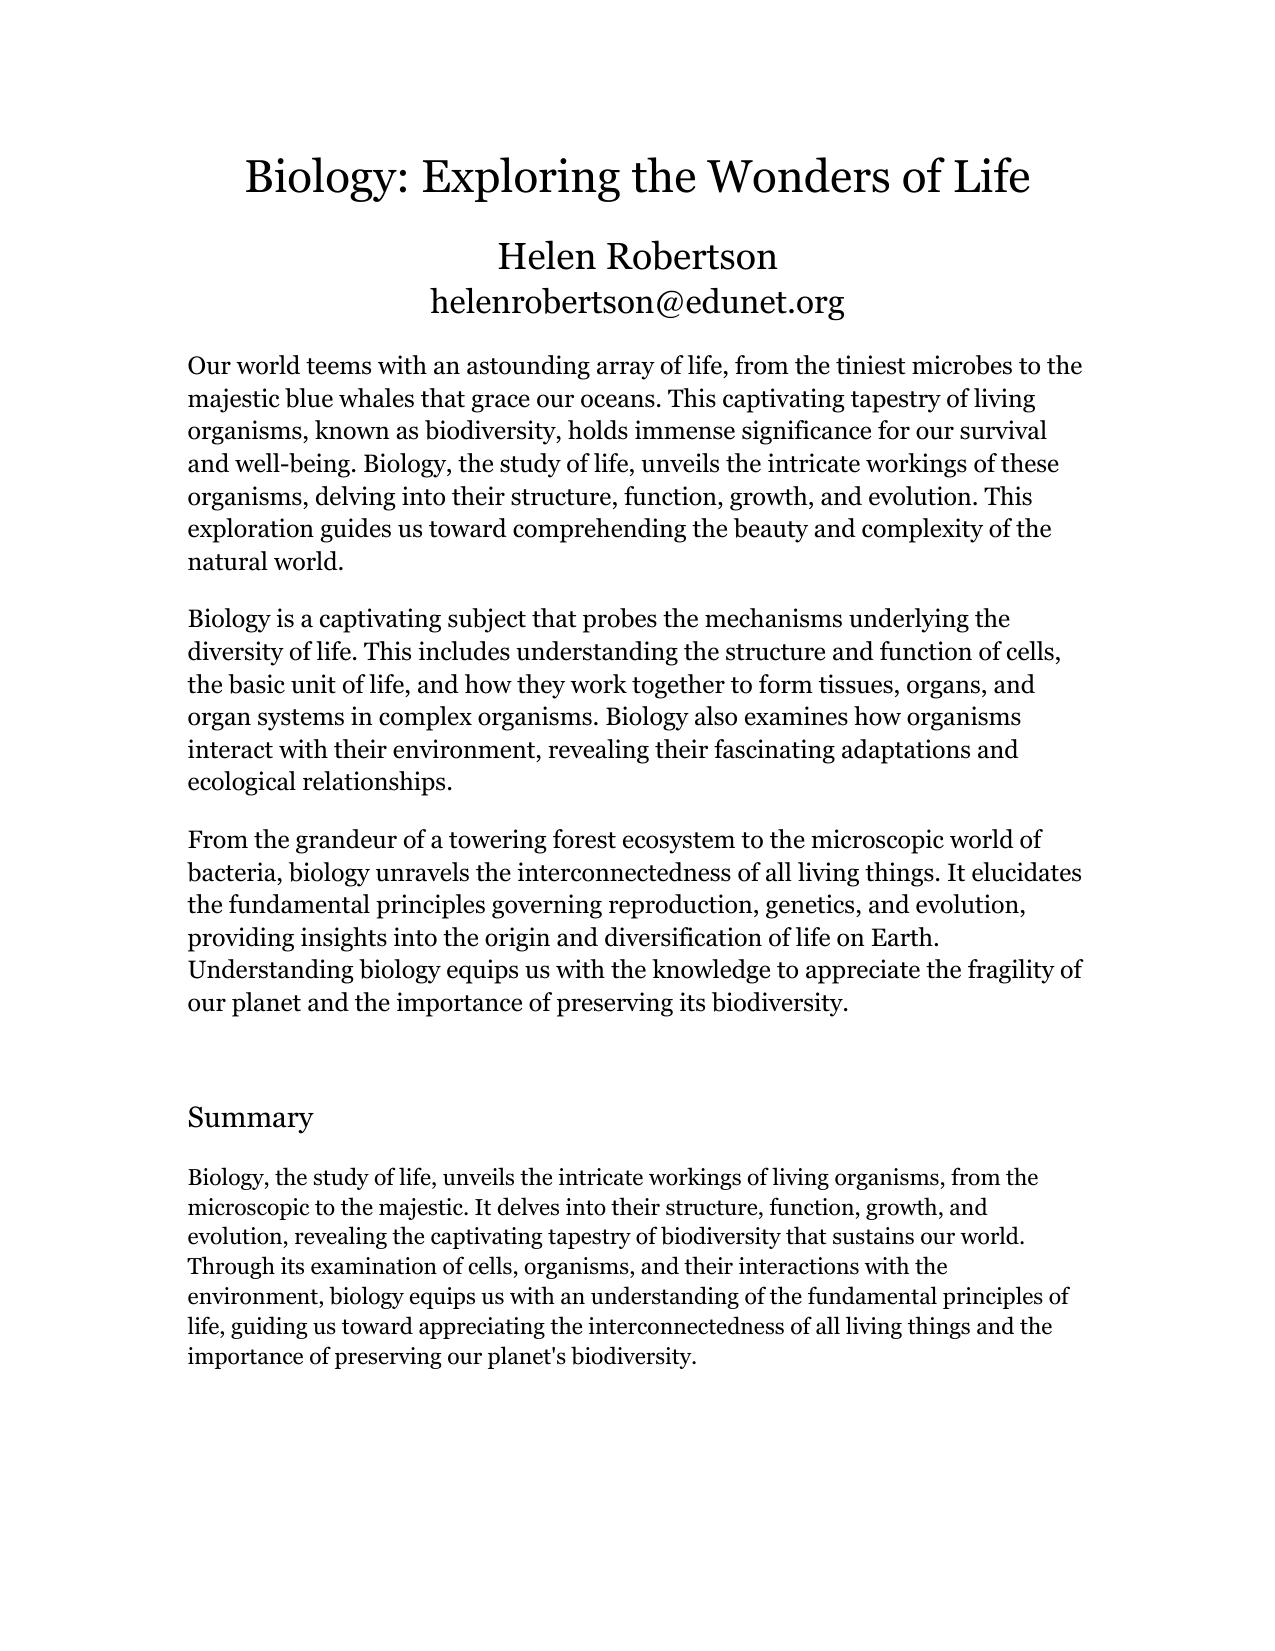 Biology: Exploring the Wonders of Life
Helen Robertson
helenrobertson@edunet.org
Our world teems with an astounding array of life, from the tiniest microbes to the
majestic blue whales that grace our oceans. This captivating tapestry of living
organisms, known as biodiversity, holds immense significance for our survival
and well-being. Biology, the study of life, unveils the intricate workings of these
organisms, delving into their structure, function, growth, and evolution. This
exploration guides us toward comprehending the beauty and complexity of the
natural world.
Biology is a captivating subject that probes the mechanisms underlying the
diversity of life. This includes understanding the structure and function of cells,
the basic unit of life, and how they work together to form tissues, organs, and
organ systems in complex organisms. Biology also examines how organisms
interact with their environment, revealing their fascinating adaptations and
ecological relationships.
From the grandeur of a towering forest ecosystem to the microscopic world of
bacteria, biology unravels the interconnectedness of all living things. It elucidates
the fundamental principles governing reproduction, genetics, and evolution,
providing insights into the origin and diversification of life on Earth.
Understanding biology equips us with the knowledge to appreciate the fragility of
our planet and the importance of preserving its biodiversity.
Summary
Biology, the study of life, unveils the intricate workings of living organisms, from the
microscopic to the majestic. It delves into their structure, function, growth, and
evolution, revealing the captivating tapestry of biodiversity that sustains our world.
Through its examination of cells, organisms, and their interactions with the
environment, biology equips us with an understanding of the fundamental principles of
life, guiding us toward appreciating the interconnectedness of all living things and the
importance of preserving our planet's biodiversity.